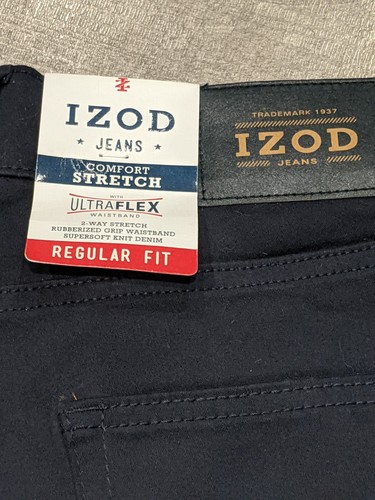 IZOD
JEANS
COMFORT
STRETCH
WITH
ULTRAFLEX
WAISTBAND
2-WAY STRETCH
RUBBERIZED GRIP WAISTBAND
SUPERSOFT KNIT DENIM
REGULAR FIT
TRADEMARK 1937
IZOD
JEANS